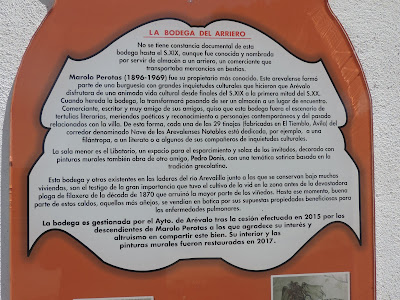 LA BODEGA DEL ARRIERO
No se tiene constancia documental de esta
bodega hasta el S.XIX, aunque fue conocida y nombrada
por servir de almacén a un arriero, un comerciante que
transportaba mercancías en bestias.
Marolo Perotas (1896-1969) fue su propietario más conocido. Este arevalense formó
parte de una burguesía con grandes inquietudes culturales que hicieron que Arévalo
disfrutara de una animada vida cultural desde finales del S.XIX a la primera mitad del S.XX.
Cuando hereda la bodega, la transformará pasando de ser un almacén a un lugar de encuentro.
Comerciante, escritor y muy amigo de sus amigos, quiso que esta bodega fuera el escenario de
tertulias literarias, meriendas poéticas y reconocimiento a personajes contemporáneos y del pasado
relacionados con la villa. De esta forma, cada una de las 29 tinajas (fabricadas en El Tiemblo, Ávila) del
corredor denominado Nave de los Arevalenses Notables está dedicada, por ejemplo, a una
filántropa, a un literato o a algunos de sus compañeros de inquietudes culturales.
La sala menor es el Libatorio, un espacio para el esparcimiento y solaz de los invitados, decorada con
pinturas murales también obra de otro amigo, Pedro Donis, con una temática satírica basada en la
tradición grecolatina.
Esta bodega y otras existentes en las laderas del río Arevalillo junto a las que se conservan bajo muchas
viviendas, son el testigo de la gran importancia que tuvo el cultivo de la vid en la zona antes de la devastadora
plaga de filoxera de la década de 1870 que arruinó la mayor parte de los viñedos. Hasta ese momento, buena
parte de estos caldos, aquellos más añejos, se vendían en botica por sus supuestas propiedades beneficiosas para
las enfermedades pulmonares.
La bodega es gestionada por el Ayto. de Arévalo tras la cesión efectuada en 2015 por los
descendientes de Marolo Perotas a los que agradece su interés y
altruismo en compartir este bien. Su interior y las
pinturas murales fueron restauradas en 2017.